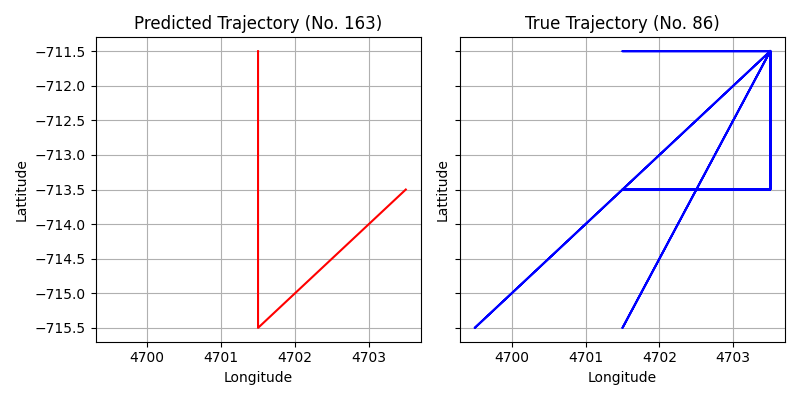 Predicted Trajectory (No. 163)
Lattitude
−711.5
−712.0
−712.5
−713.0
−713.5
−714.0
−714.5
−715.0
−715.5
4700 4701 4702 4703
Longitude
True Trajectory (No. 86)
Lattitude
4700 4701 4702 4703
Longitude